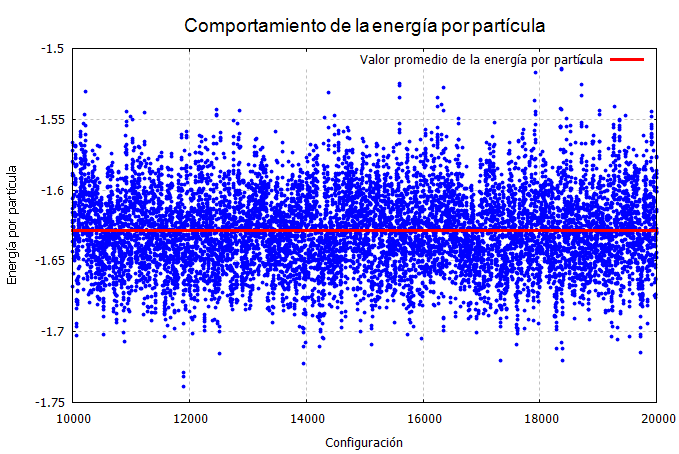 Comportamiento de la energía por partícula
-1.5
Valor promedio de la energía por partícula
-1.55
-1.6
Energía por partícula
-1.65
-1.7
-1.75
10000 12000 14000 16000 18000 20000
Configuración